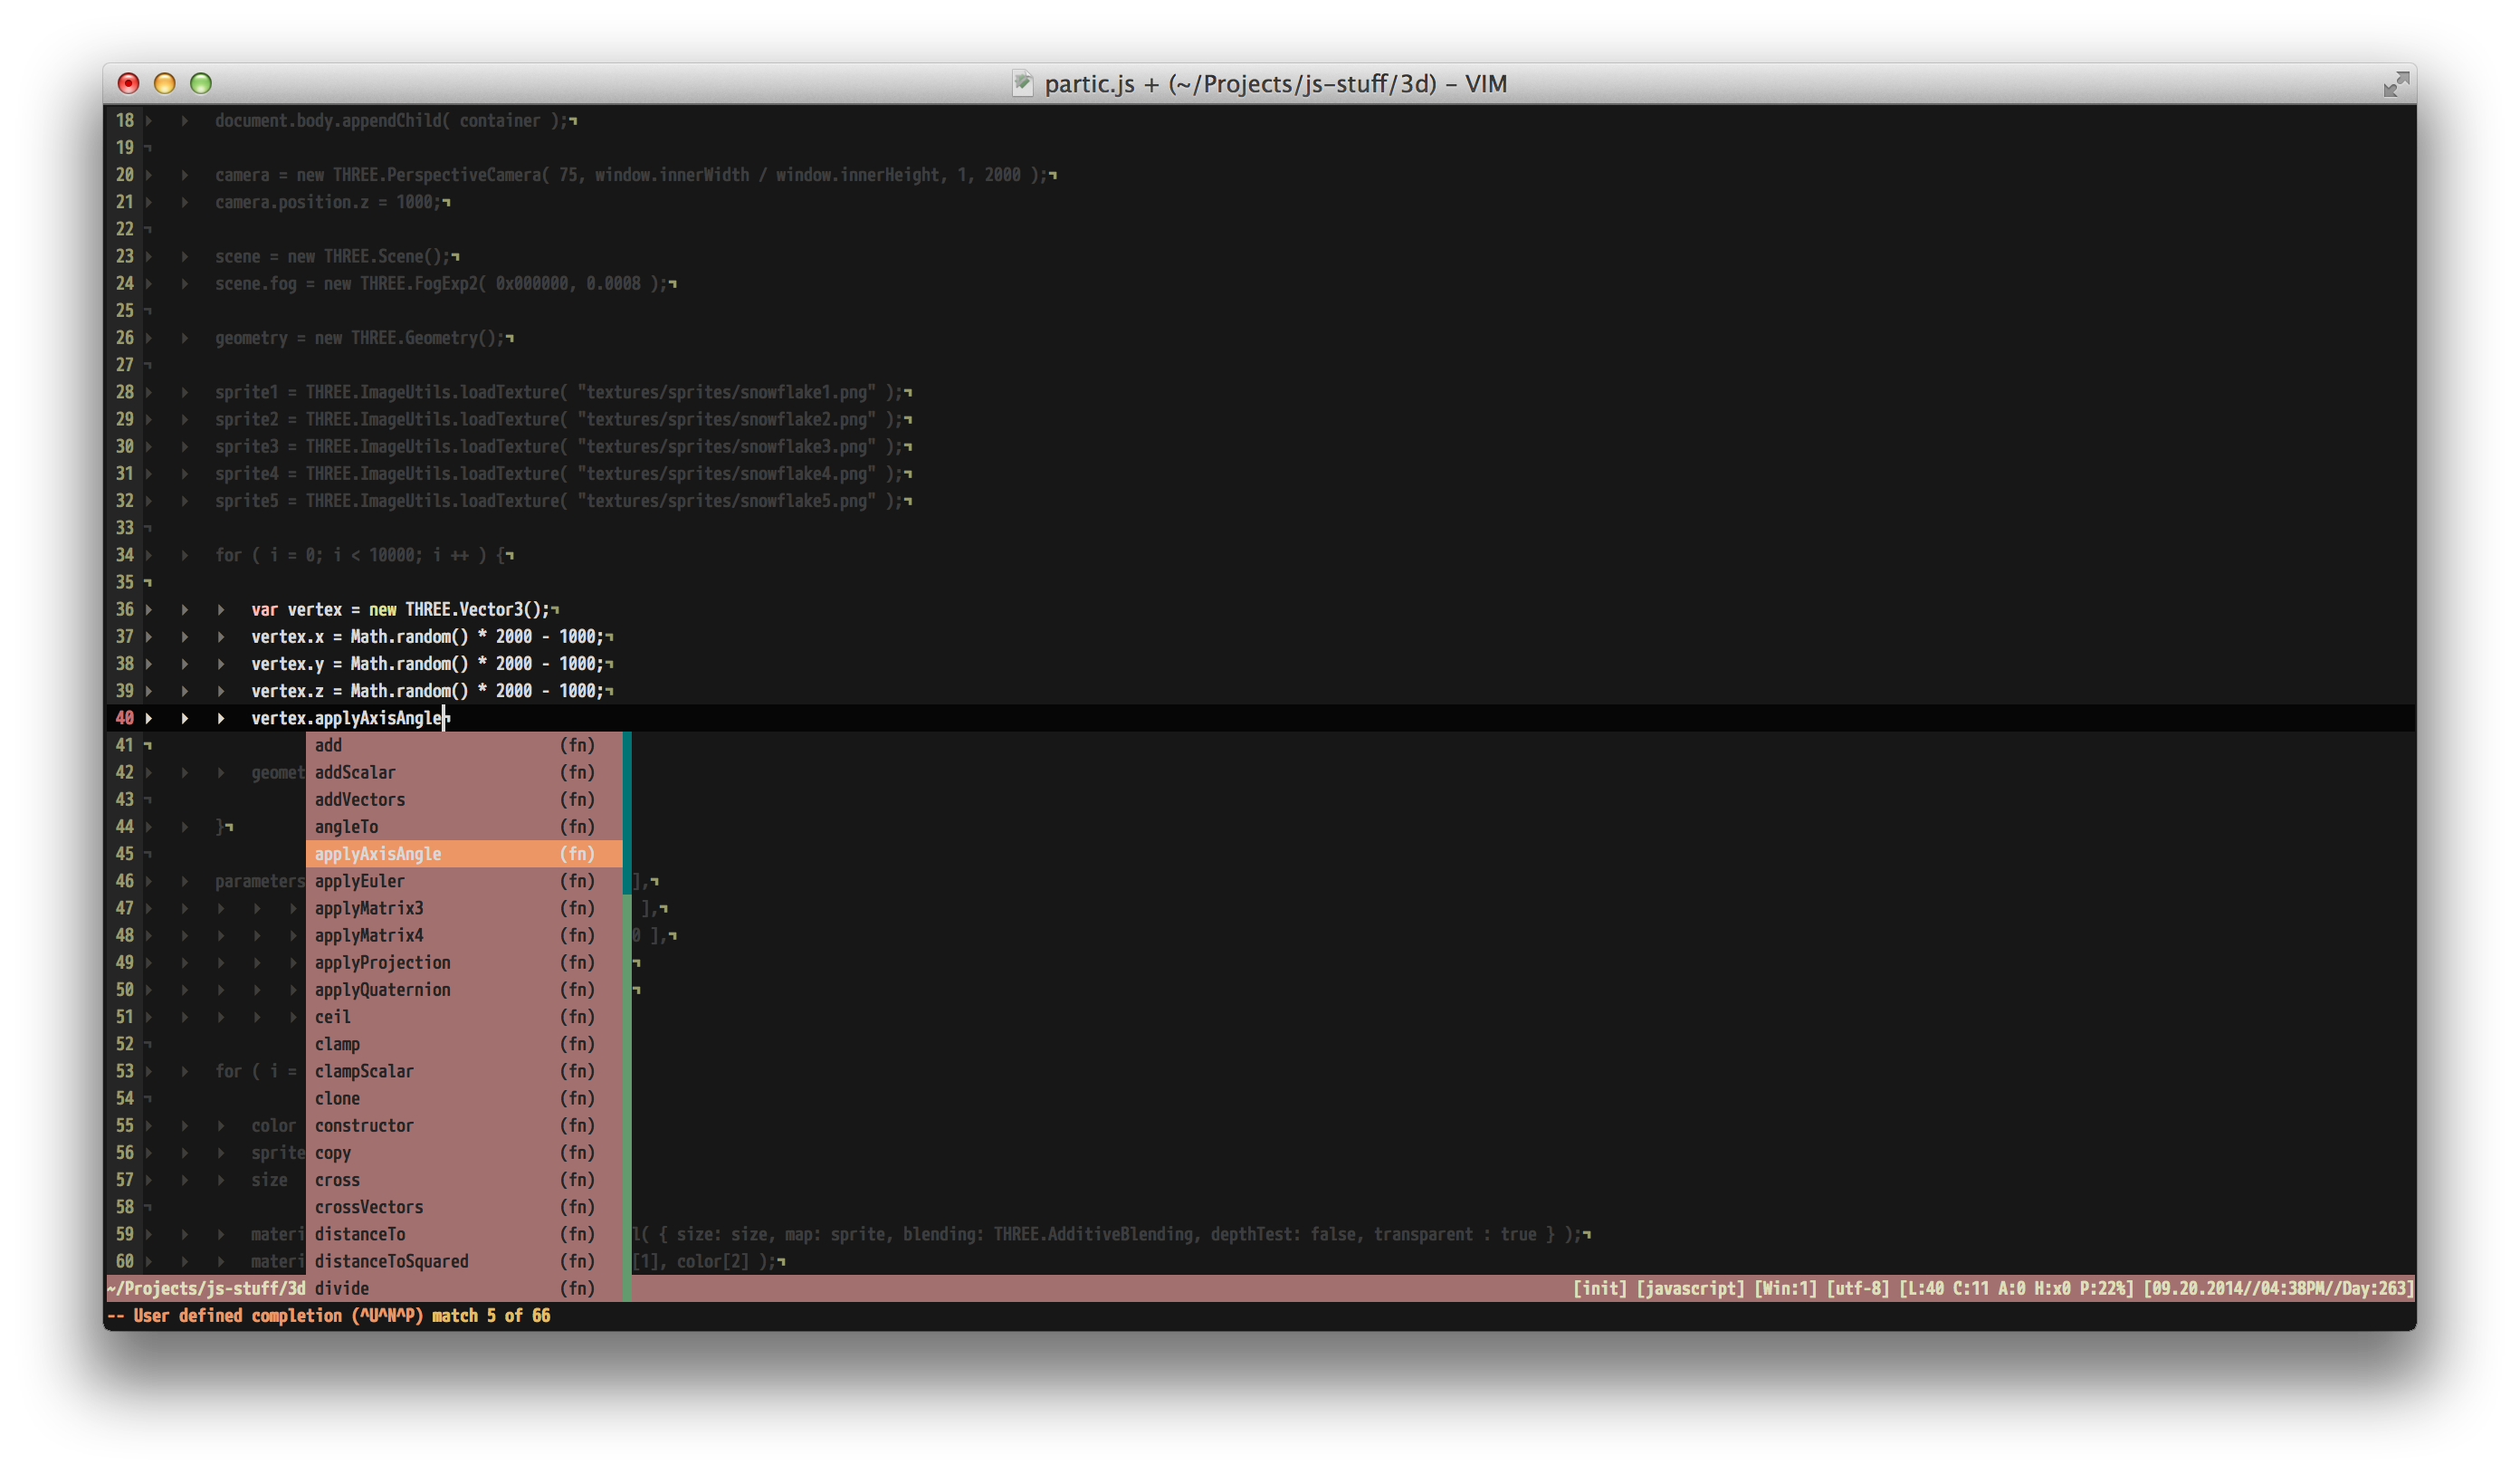 partic.js + (~/Projects/js-stuff/3d) – VIM
18 document.body.appendChild( container );
19
20 camera = new THREE.PerspectiveCamera( 75, window.innerWidth / window.innerHeight, 1, 2000 );
21 camera.position.z = 1000;
22
23 scene = new THREE.Scene();
24 scene.fog = new THREE.FogExp2( 0x000000, 0.0008 );
25
26 geometry = new THREE.Geometry();
27
28 sprite1 = THREE.ImageUtils.loadTexture( "textures/sprites/snowflake1.png" );
29 sprite2 = THREE.ImageUtils.loadTexture( "textures/sprites/snowflake2.png" );
30 sprite3 = THREE.ImageUtils.loadTexture( "textures/sprites/snowflake3.png" );
31 sprite4 = THREE.ImageUtils.loadTexture( "textures/sprites/snowflake4.png" );
32 sprite5 = THREE.ImageUtils.loadTexture( "textures/sprites/snowflake5.png" );
33
34 for ( i = 0; i < 10000; i ++ ) {
35
36 var vertex = new THREE.Vector3();
37 vertex.x = Math.random() * 2000 - 1000;
38 vertex.y = Math.random() * 2000 - 1000;
39 vertex.z = Math.random() * 2000 - 1000;
40 vertex.applyAxisAngle
41 add (fn)
42 geomet addScalar (fn)
43 addVectors (fn)
44 } angleTo (fn)
45 applyAxisAngle (fn)
46 parameters applyEuler (fn) ],
47 applyMatrix3 (fn) ],
48 applyMatrix4 (fn) 0 ],
49 applyProjection (fn)
50 applyQuaternion (fn)
51 ceil (fn)
52 clamp (fn)
53 for ( i = clampScalar (fn)
54 clone (fn)
55 color constructor (fn)
56 sprite copy (fn)
57 size cross (fn)
58 crossVectors (fn)
59 materi distanceTo (fn) l( { size: size, map: sprite, blending: THREE.AdditiveBlending, depthTest: false, transparent : true } );
60 materi distanceToSquared (fn) [1], color[2] );
~/Projects/js-stuff/3d divide (fn) [init] [javascript] [Win:1] [utf-8] [L:40 C:11 A:0 H:x0 P:22%] [09.20.2014//04:38PM//Day:263]
-- User defined completion (^U^N^P) match 5 of 66